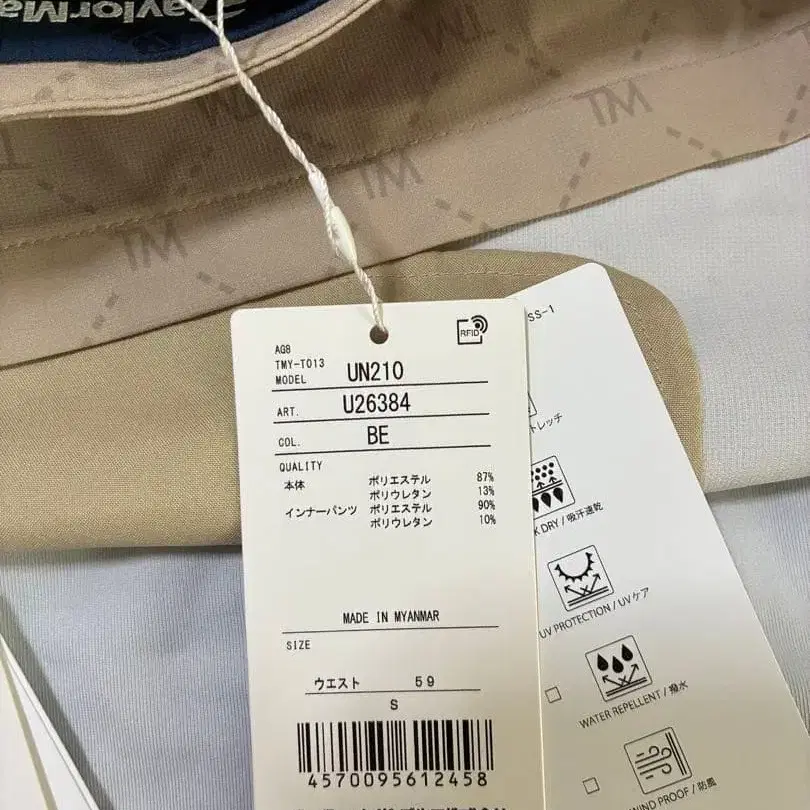 TaylorMa
TM
TM
TM
TM
TM
AG8
TMY-T013
MODEL UN210
ART. U26384
COL. BE
QUALITY
本体 ポリエステル 87%
ポリウレタン 13%
インナーパンツ ポリエステル 90%
ポリウレタン 10%
MADE IN MYANMAR
SIZE
ウエスト 59
S
4570095612458
RFID
SS-1
トレッチ
K DRY / 吸汗速乾
UV PROTECTION / UVケア
WATER REPELLENT / 撥水
WIND PROOF / 防風